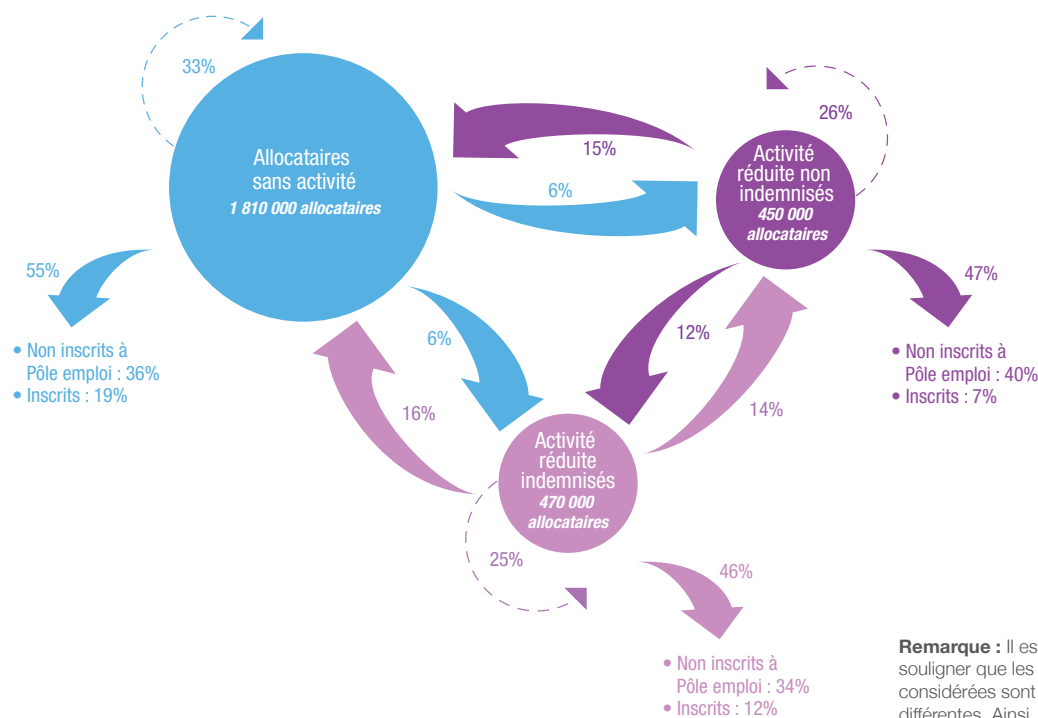 33%
Allocataires
sans activité
1 810 000 allocataires
15%
6%
26%
Activité
réduite non
indemnisés
450 000
allocataires
55%
• Non inscrits à
Pôle emploi : 36%
• Inscrits : 19%
6%
16%
12%
14%
47%
• Non inscrits à
Pôle emploi : 40%
• Inscrits : 7%
Activité
réduite
indemnisés
470 000
allocataires
25%
46%
• Non inscrits à
Pôle emploi : 34%
• Inscrits : 12%
Remarque : Il es
souligner que les
considérées sont
différentes. Ainsi